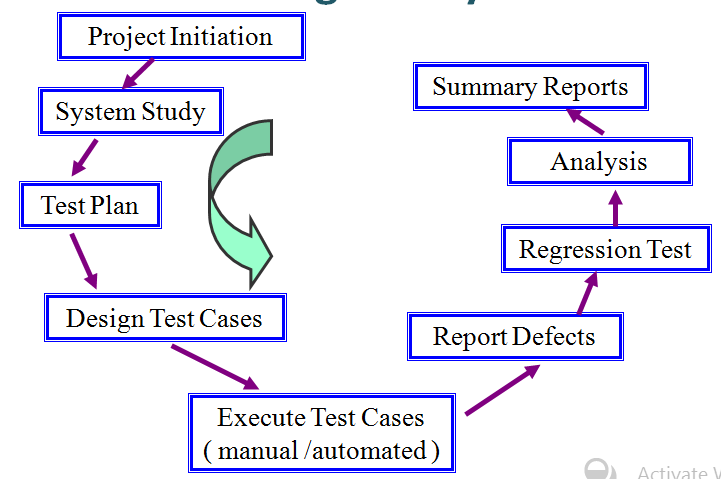 Project Initiation
System Study
Test Plan
Design Test Cases
Execute Test Cases
( manual /automated )
Report Defects
Regression Test
Analysis
Summary Reports
Activate